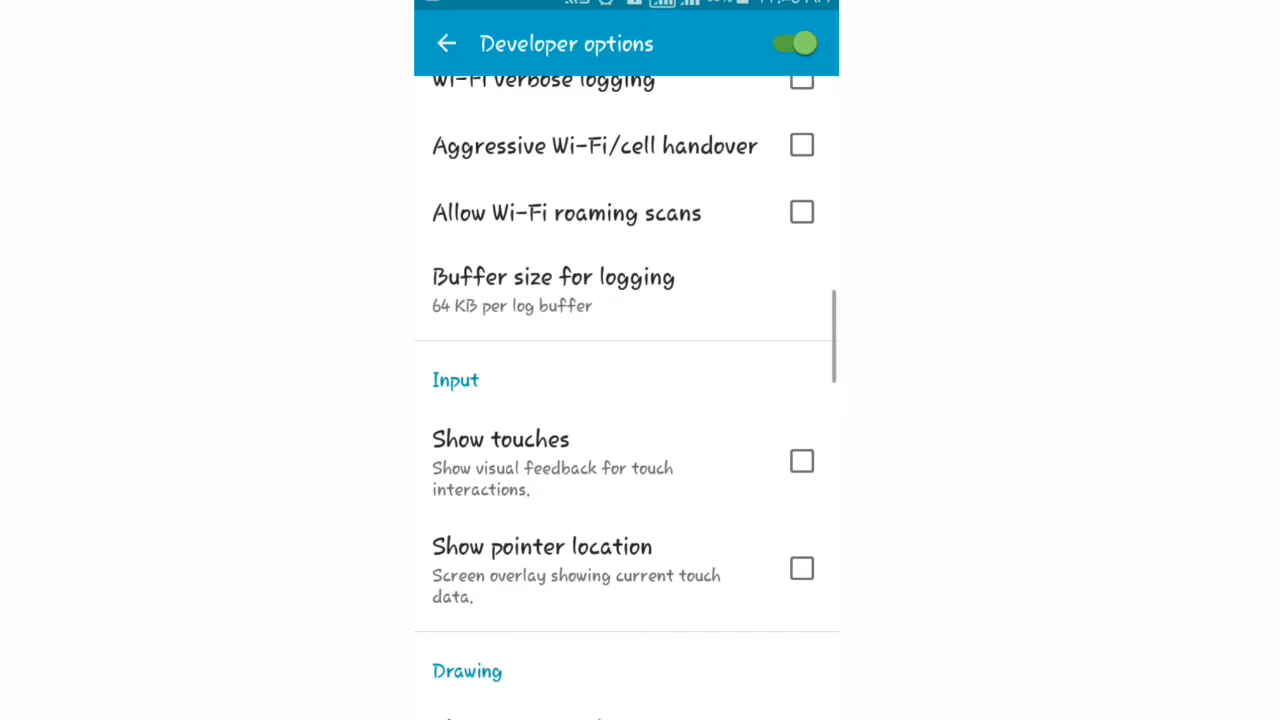 Developer options
Wi-Fi verbose logging
Aggressive Wi-Fi/cell handover
Allow Wi-Fi roaming scans
Buffer size for logging
64 KB per log buffer
Input
Show touches
Show visual feedback for touch
interactions.
Show pointer location
Screen overlay showing current touch
data.
Drawing